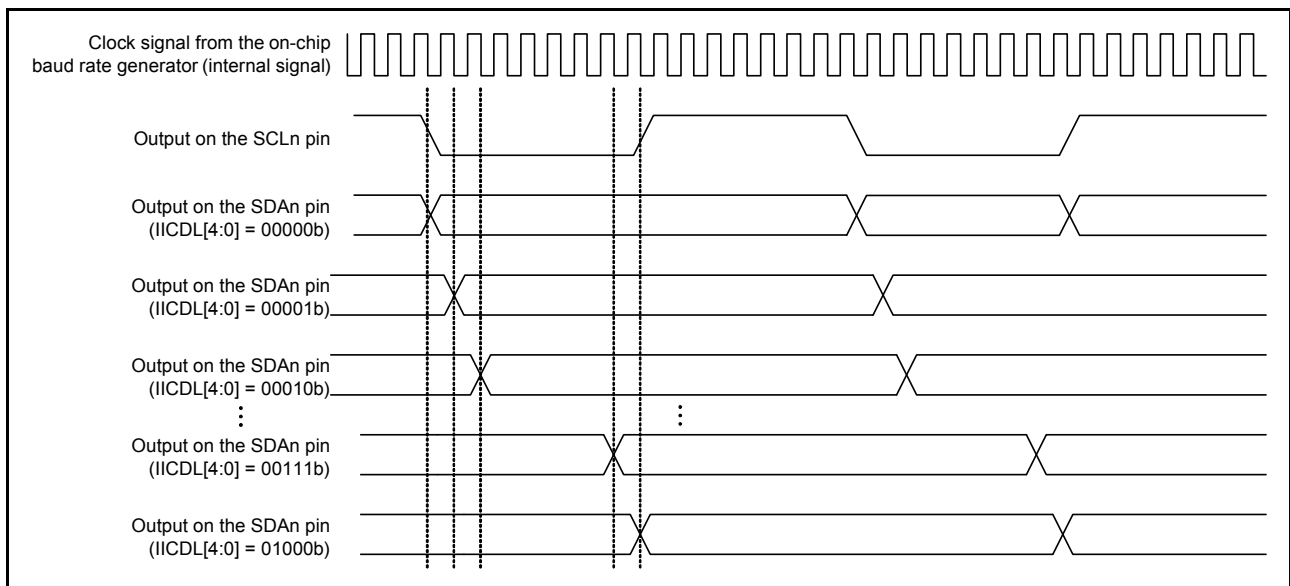 Clock signal from the on-chip
baud rate generator (internal signal)
Output on the SCLn pin
Output on the SDAn pin
(IICDL[4:0] = 00000b)
Output on the SDAn pin
(IICDL[4:0] = 00001b)
Output on the SDAn pin
(IICDL[4:0] = 00010b)
Output on the SDAn pin
(IICDL[4:0] = 00111b)
Output on the SDAn pin
(IICDL[4:0] = 01000b)